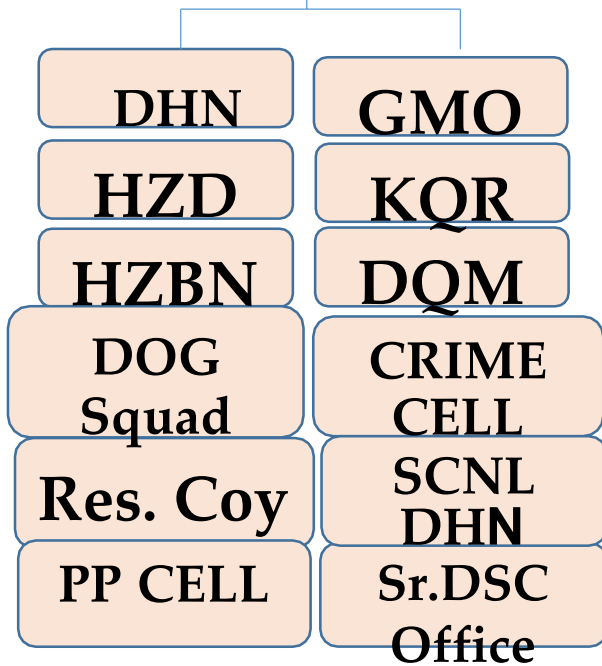 DHN
HZD
HZBN
DOG
Squad
Res. Coy
PP CELL
GMO
KQR
DQM
CRIME
CELL
SCNL
DHN
Sr.DSC
Office